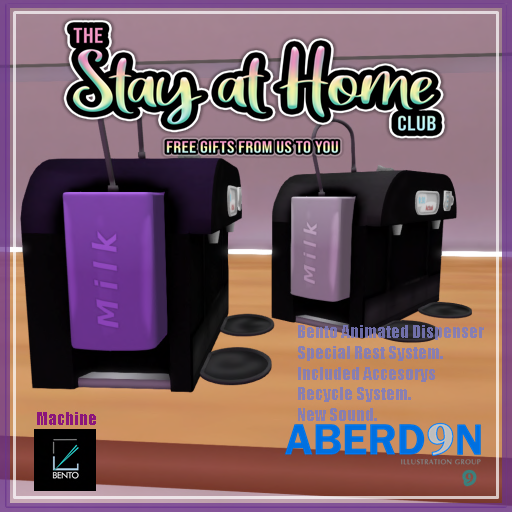 THE
Stay at Home
CLUB
FREE GIFTS FROM US TO YOU
Milk
Milk
Bento Animated Dispenser
Special Rest System.
Included Accesorys
Recycle System.
New Sound.
Machine
BENTO
ABERD9N
ILLUSTRATION GROUP
9